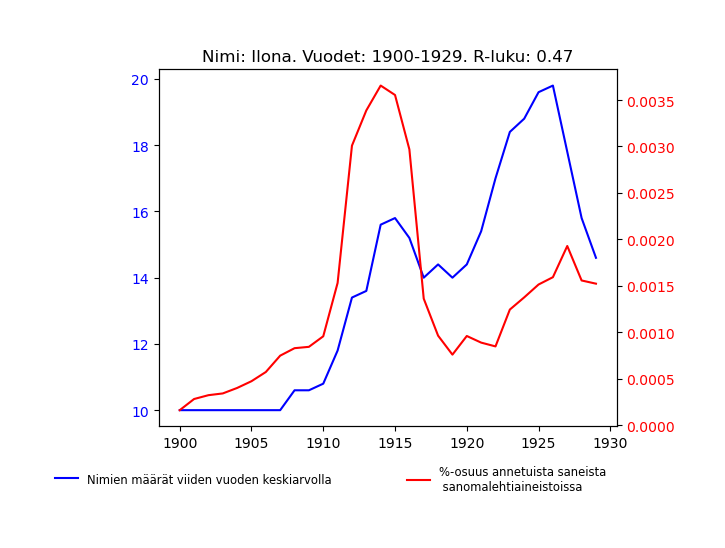 Nimi: Ilona. Vuodet: 1900-1929. R-luku: 0.47
20
18
16
14
12
10
0.0035
0.0030
0.0025
0.0020
0.0015
0.0010
0.0005
0.0000
1900 1905 1910 1915 1920 1925 1930
Nimien määrät viiden vuoden keskiarvolla
%-osuus annetuista saneista
sanomalehtiaineistoissa